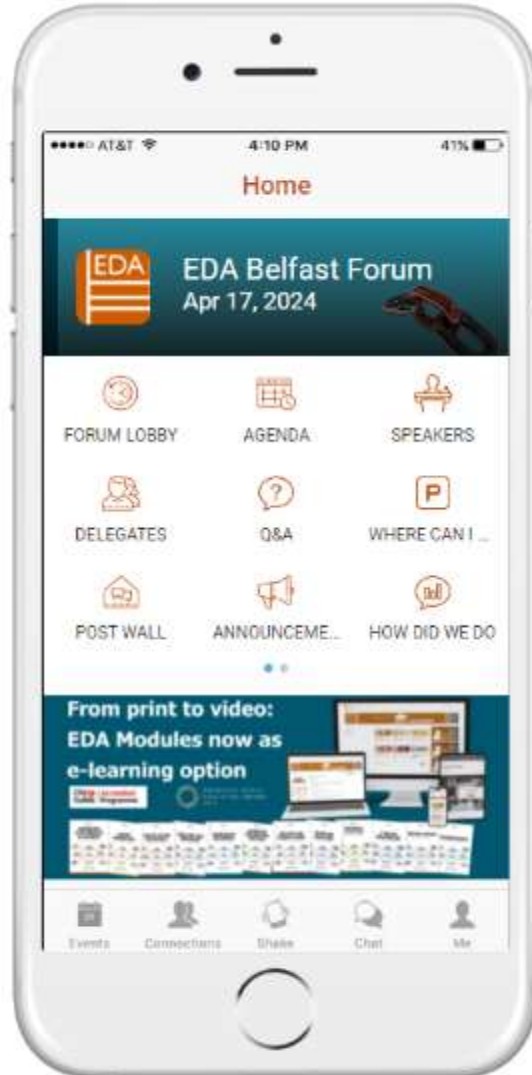 AT&T 4:10 PM 41%
Home
EDA
EDA Belfast Forum
Apr 17, 2024
FORUM LOBBY AGENDA SPEAKERS
DELEGATES Q&A WHERE CAN I ...
P
POST WALL ANNOUNCEME... HOW DID WE DO
From print to video:
EDA Modules now as
e-learning option
Events Connections Shake Chat Me